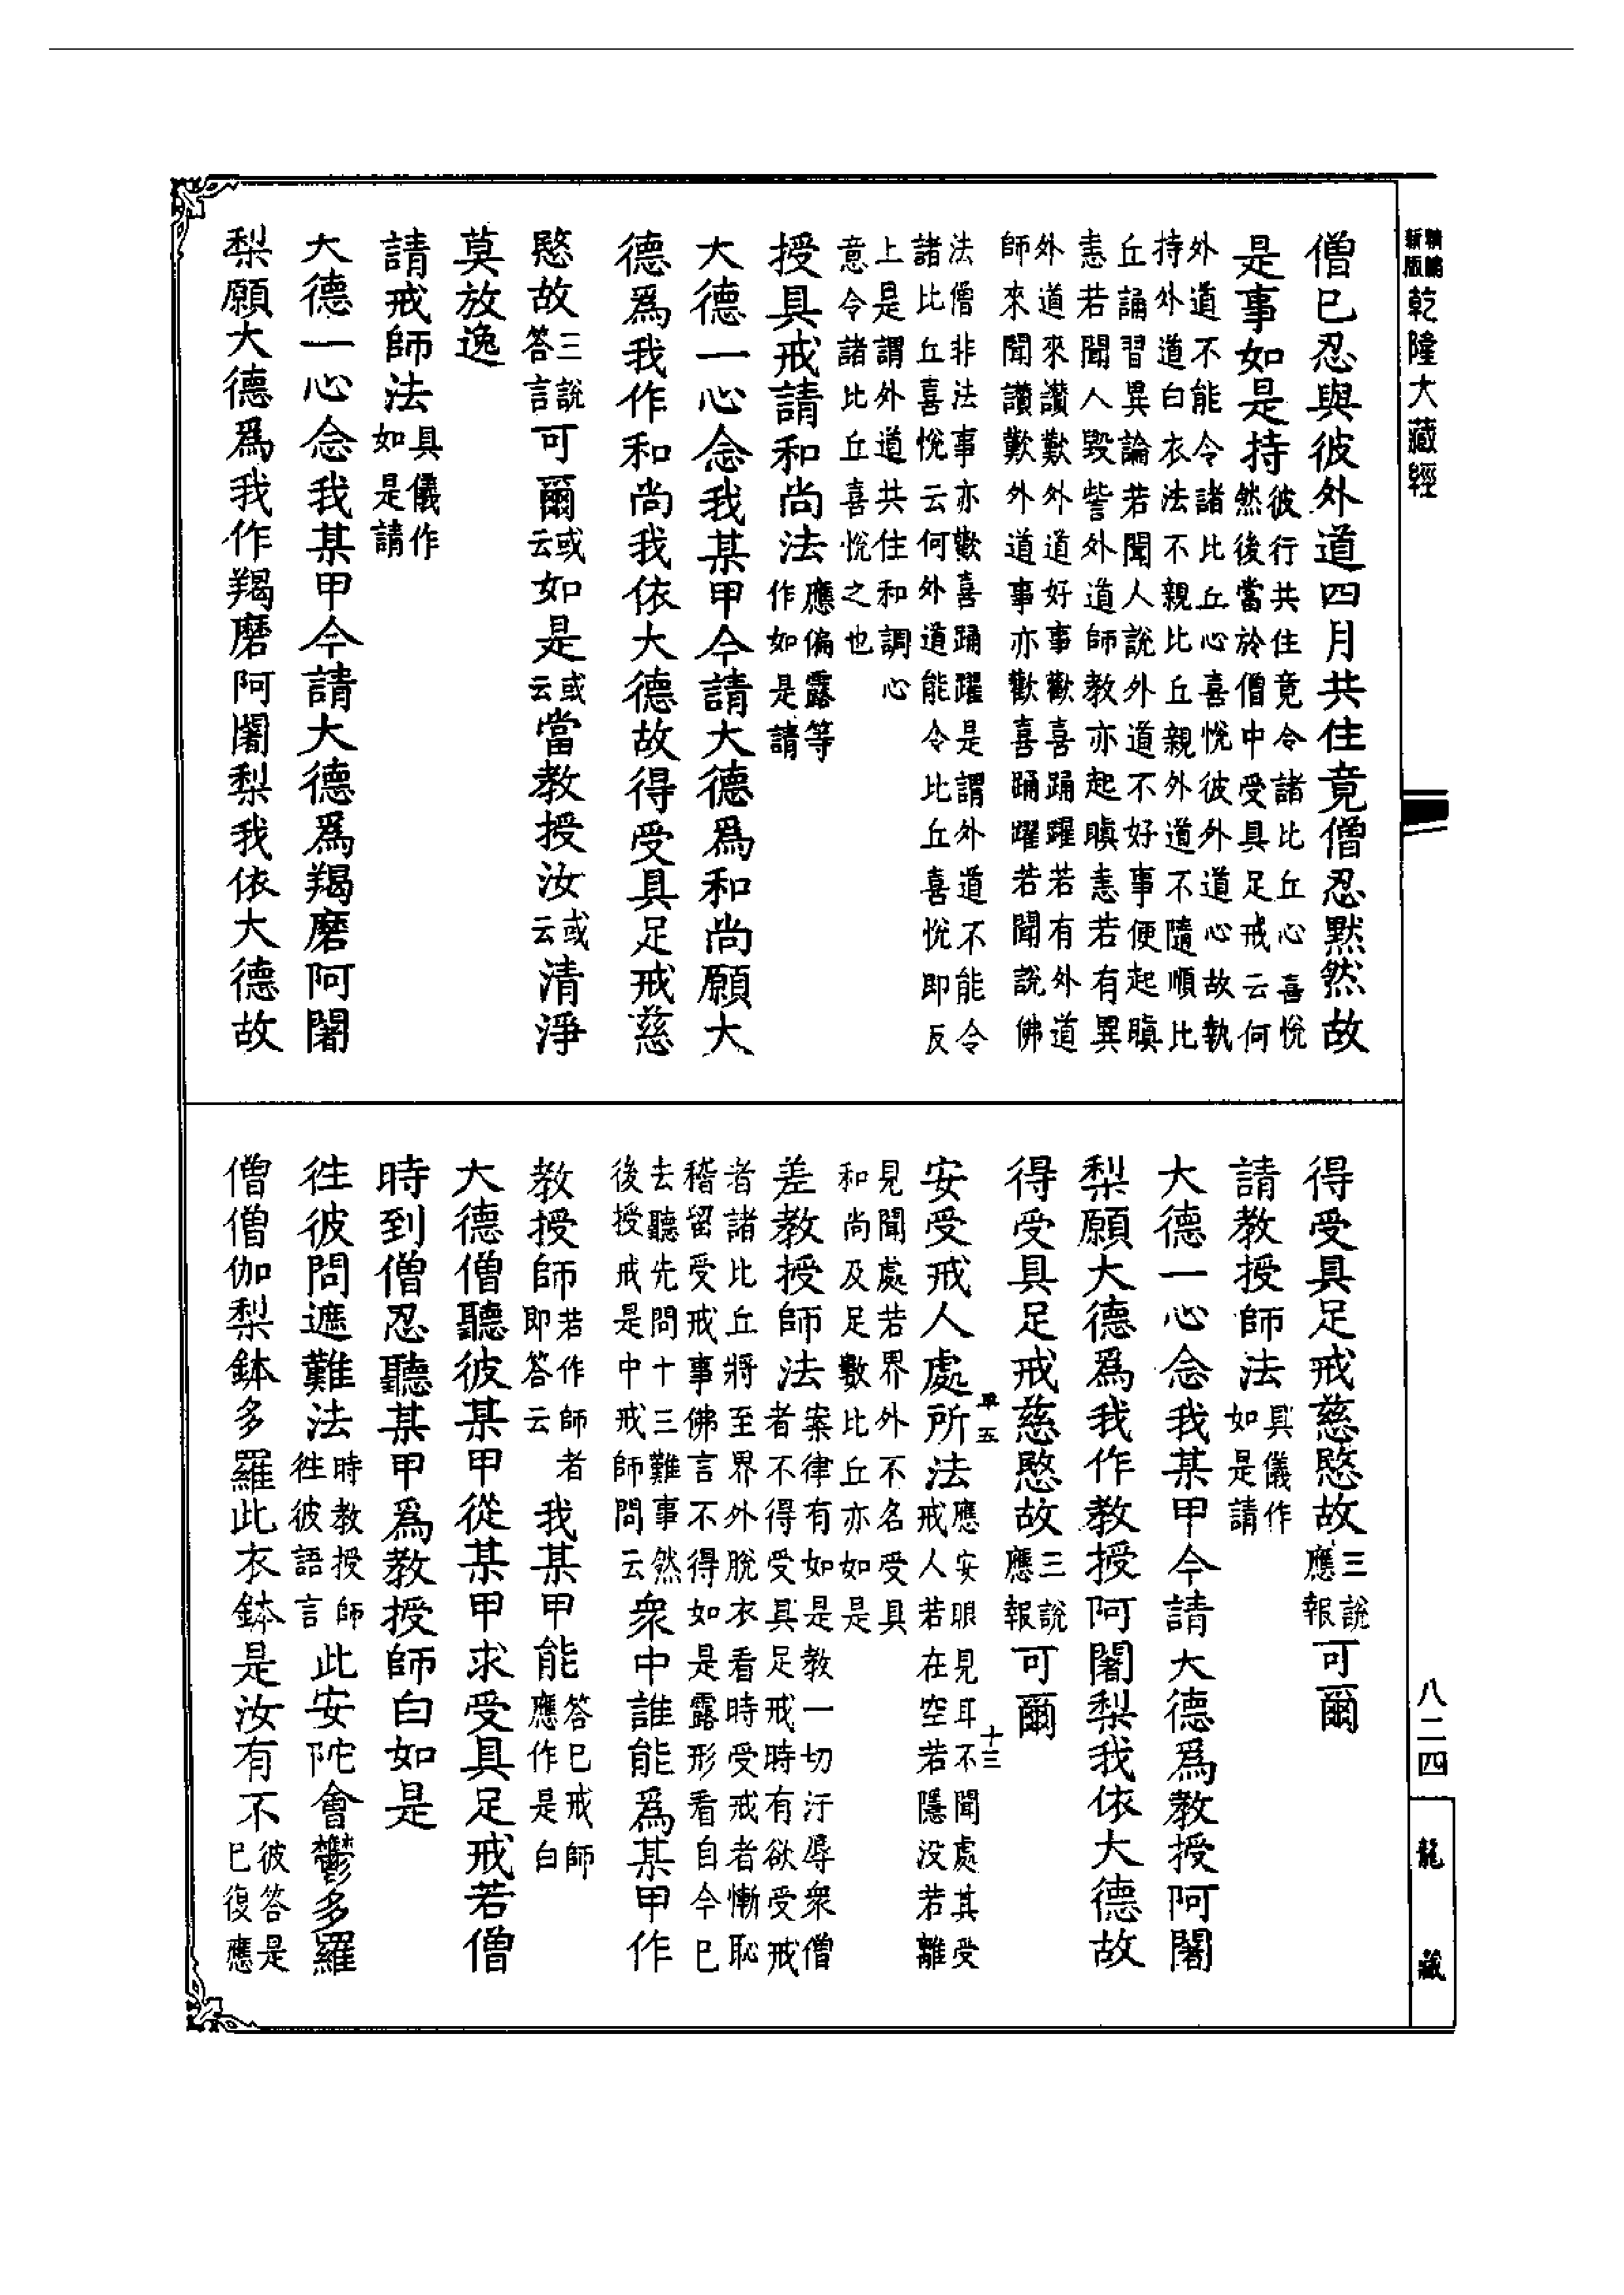 精編新版
乾隆大藏經
僧已忍與彼外道四月共住竟僧忍默然故
是事如是持彼行共住竟令諸比丘心喜悅然後當於僧中受具足戒云何
外道不能令諸比丘心喜悅彼外道心故執
持外道白衣法不親比丘親外道不隨順比
丘誦習異論若聞人說外道不好事便起瞋
恚若聞人毀訾外道師教亦起瞋恚若有異
外道來讚歎外道好事歡喜踊躍若有外道
師來聞讚歎外道事亦歡喜踊躍若聞說佛
法僧非法事亦歡喜踊躍是謂外道不能令
諸比丘喜悅云何外道能令比丘喜悅即反
上是謂外道共住和調心
意令諸比丘喜悅之也
授具戒請和尚法應偏露等作如是請
大德一心念我某甲今請大德爲和尚願大
德爲我作和尚我依大德故得受具足戒慈
愍故三說答言可爾或云如是或云當教授汝或云清淨
莫放逸
請戒師法具儀作如是請
大德一心念我某甲今請大德爲羯磨阿闍
梨願大德爲我作羯磨阿闍梨我依大德故
得受具足戒慈愍故三說應報可爾
請教授師法具儀作如是請
大德一心念我某甲今請大德爲教授阿闍
梨願大德爲我作教授阿闍梨我依大德故
得受具足戒慈愍故三說應報可爾
草五
十三
安受戒人處所法應安眼見耳不聞處其受戒人若在空若隱没若離
見聞處若界外不名受具
和尚及足數比丘亦如是
差教授師法案律有如是教一切汙辱衆僧者不得受具足戒時有欲受戒
者諸比丘將至界外脫衣看時受戒者慚恥
稽留受戒事佛言不得如是露形看自今已
去聽先問十三難事然後授戒是中戒師問云衆中誰能爲某甲作
教授師若作師者即答云我某甲能答已戒師應作是白
大德僧聽彼某甲從某甲求受具足戒若僧
時到僧忍聽某甲爲教授師白如是
往彼問遮難法時教授師往彼語言此安陀會鬱多羅
僧僧伽梨鉢多羅此衣鉢是汝有不彼答是已復應
八二四
龍藏